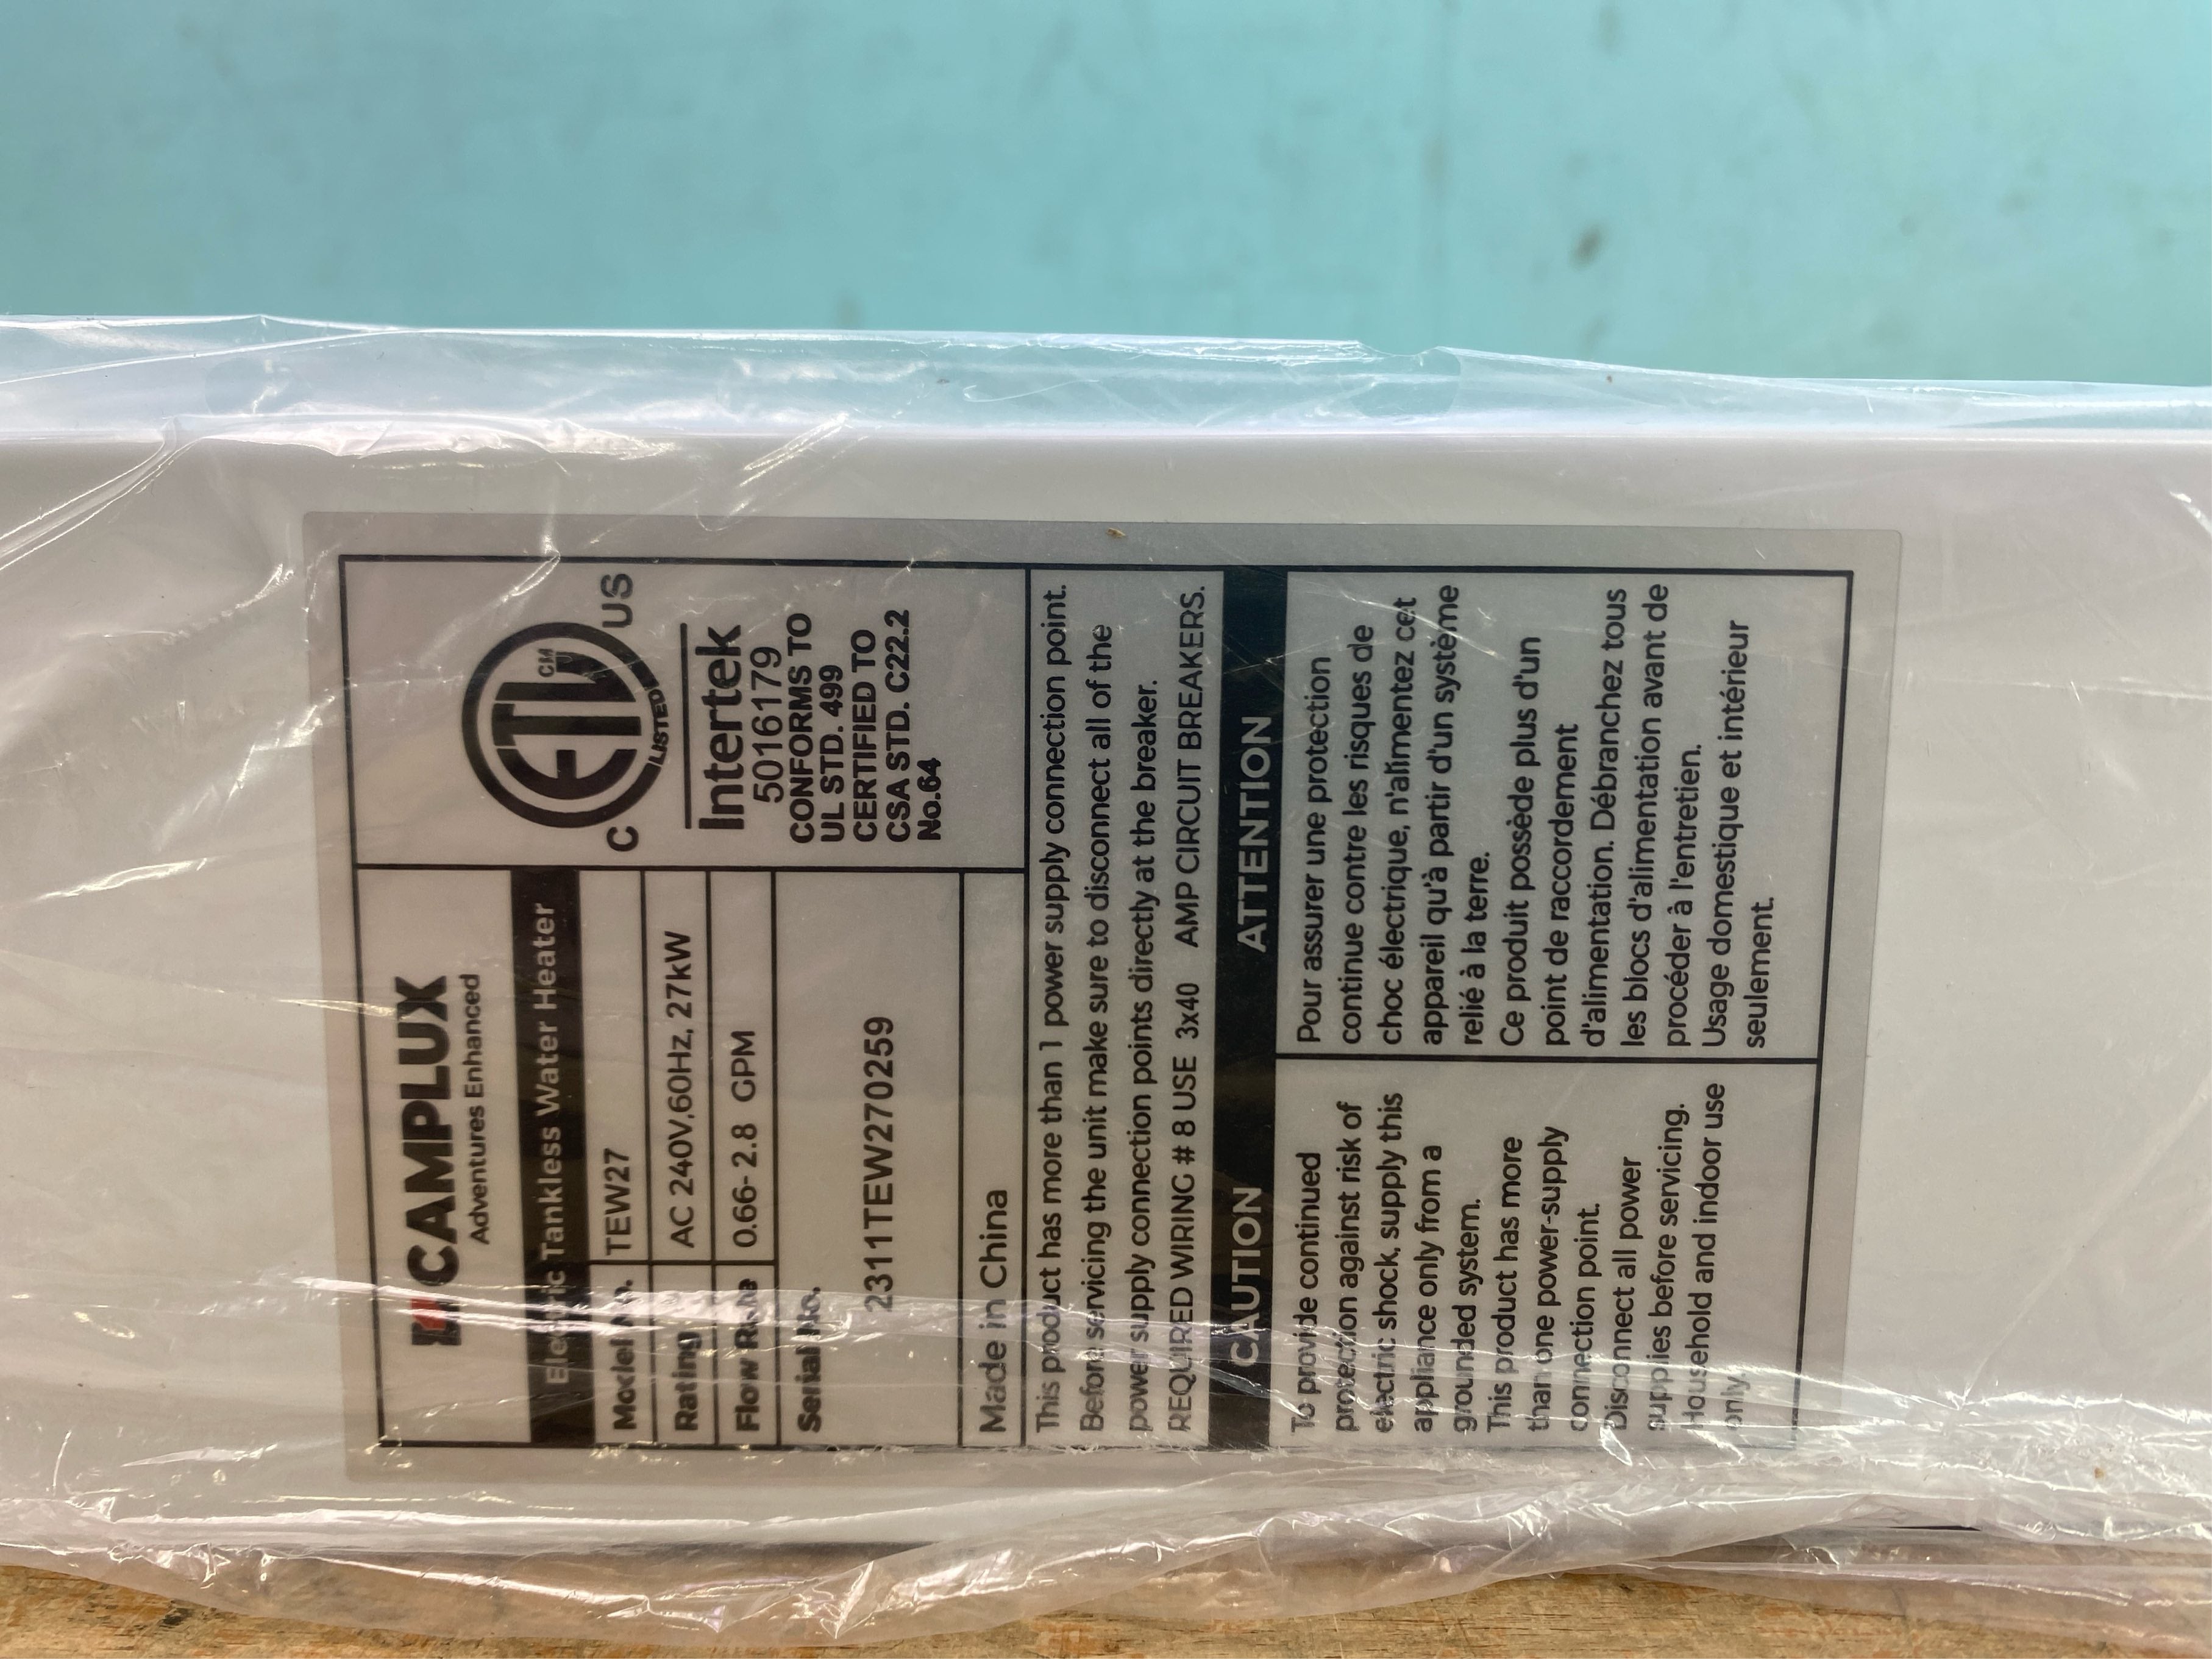 CAMPLUX
Adventures Enhanced
Electric Tankless Water Heater
Model No. TEW27
Rating AC 240V,60Hz, 27kW
Flow Rate 0.66- 2.8 GPM
Serial No.
2311TEW270259
Made in China
ETL CM
LISTED
C US
Intertek
5016179
CONFORMS TO
UL STD. 499
CERTIFIED TO
CSA STD. C22.2
No.64
This product has more than 1 power supply connection point.
Before servicing the unit make sure to disconnect all of the
power supply connection points directly at the breaker.
REQUIRED WIRING # 8 USE 3x40 AMP CIRCUIT BREAKERS.
CAUTION
To provide continued
protection against risk of
electric shock, supply this
appliance only from a
grounded system.
This product has more
than one power-supply
connection point.
Disconnect all power
supplies before servicing.
Household and indoor use
only.
ATTENTION
Pour assurer une protection
continue contre les risques de
choc électrique, n'alimentez cet
appareil qu'à partir d'un système
relié à la terre.
Ce produit possède plus d'un
point de raccordement
d'alimentation. Débranchez tous
les blocs d'alimentation avant de
procéder à l'entretien.
Usage domestique et intérieur
seulement.